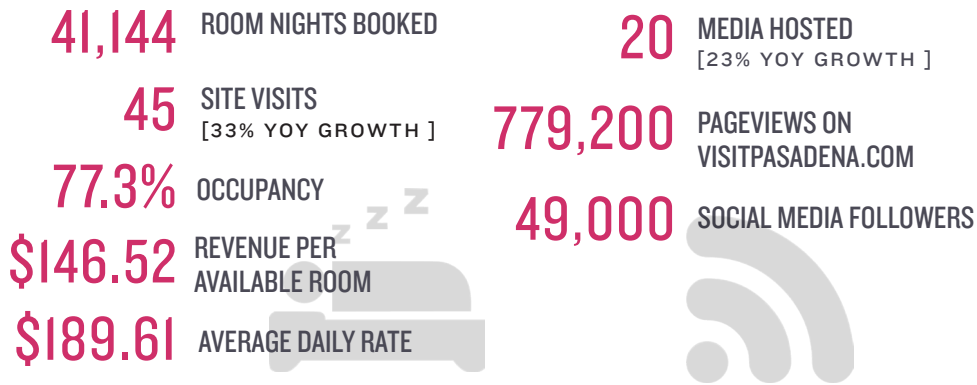 41,144 ROOM NIGHTS BOOKED
45 SITE VISITS
[33% YOY GROWTH ]
77.3% OCCUPANCY
z z z
$146.52 REVENUE PER
AVAILABLE ROOM
$189.61 AVERAGE DAILY RATE
20 MEDIA HOSTED
[23% YOY GROWTH ]
779,200 PAGEVIEWS ON
VISITPASADENA.COM
49,000 SOCIAL MEDIA FOLLOWERS